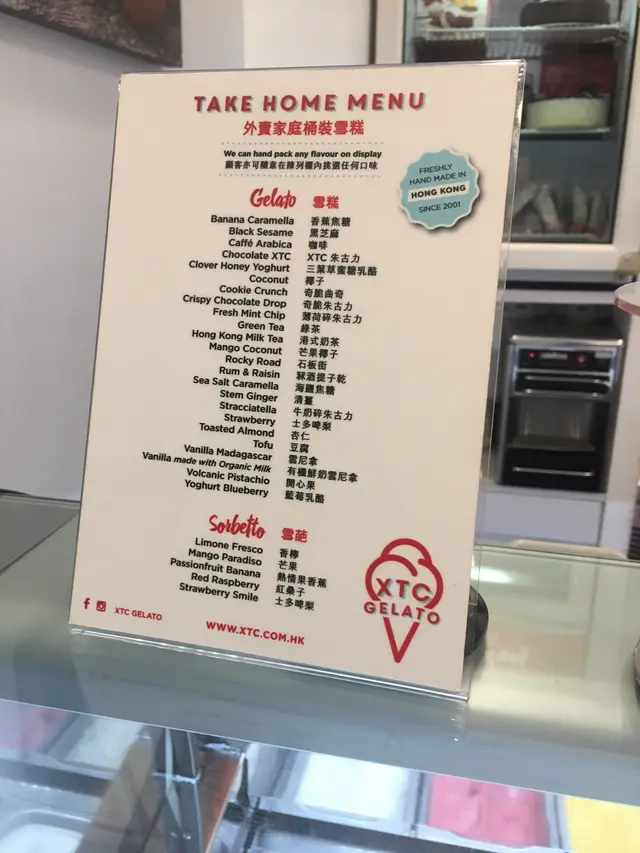 TAKE HOME MENU
外賣家庭桶裝雪糕
We can hand pack any flavour on display
顧客亦可隨意在陳列櫃內挑選任何口味
FRESHLY
HAND MADE IN
HONG KONG
SINCE 2001
Gelato 雪糕
Banana Caramella 香蕉焦糖
Black Sesame 黑芝麻
Caffé Arabica 咖啡
Chocolate XTC XTC 朱古力
Clover Honey Yoghurt 三葉草蜜糖乳酪
Coconut 椰子
Cookie Crunch 奇脆曲奇
Crispy Chocolate Drop 奇脆朱古力
Fresh Mint Chip 薄荷碎朱古力
Green Tea 綠茶
Hong Kong Milk Tea 港式奶茶
Mango Coconut 芒果椰子
Rocky Road 石板街
Rum & Raisin 冧酒提子乾
Sea Salt Caramella 海鹽焦糖
Stem Ginger 清薑
Stracciatella 牛奶碎朱古力
Strawberry 士多啤梨
Toasted Almond 杏仁
Tofu 豆腐
Vanilla Madagascar 雲尼拿
Vanilla made with Organic Milk 有機鮮奶雲尼拿
Volcanic Pistachio 開心果
Yoghurt Blueberry 藍莓乳酪
Sorbetto 雪葩
Limone Fresco 香檸
Mango Paradiso 芒果
Passionfruit Banana 熱情果香蕉
Red Raspberry 紅桑子
Strawberry Smile 士多啤梨
XTC
GELATO
f XTC GELATO
WWW.XTC.COM.HK